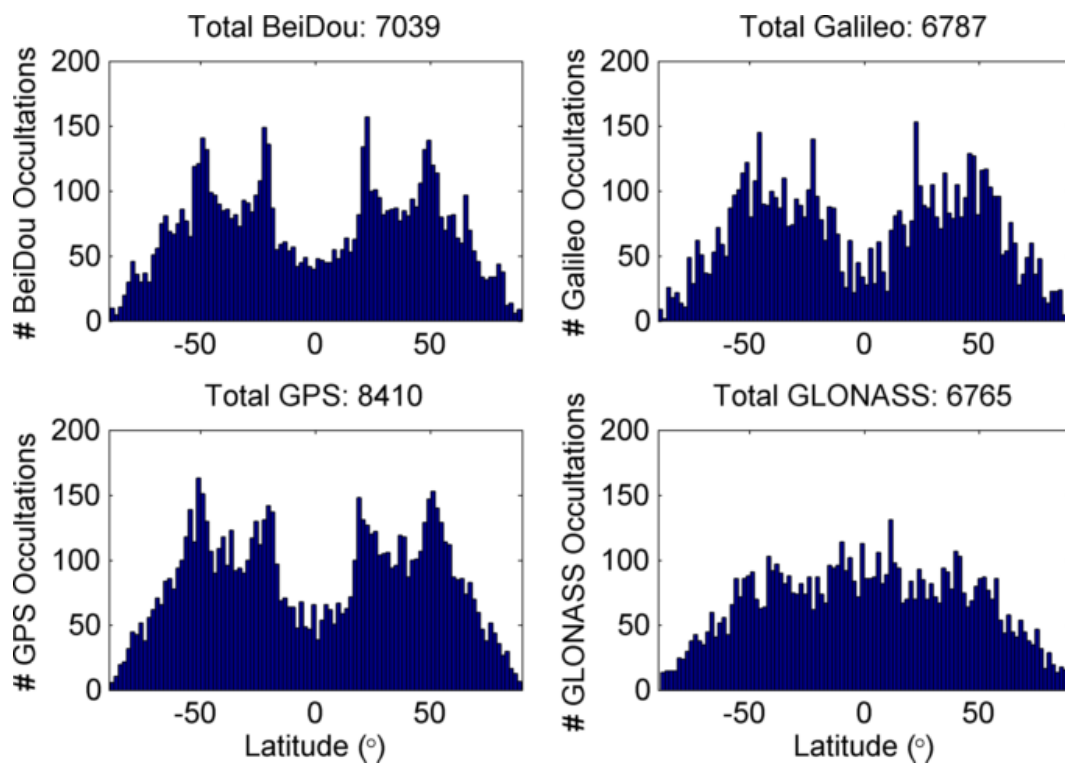 Total BeiDou: 7039
# BeiDou Occultations
200
150
100
50
0
-50 0 50
Total Galileo: 6787
# Galileo Occultations
200
150
100
50
0
-50 0 50
Total GPS: 8410
# GPS Occultations
200
150
100
50
0
-50 0 50
Latitude (°)
Total GLONASS: 6765
# GLONASS Occultations
200
150
100
50
0
-50 0 50
Latitude (°)